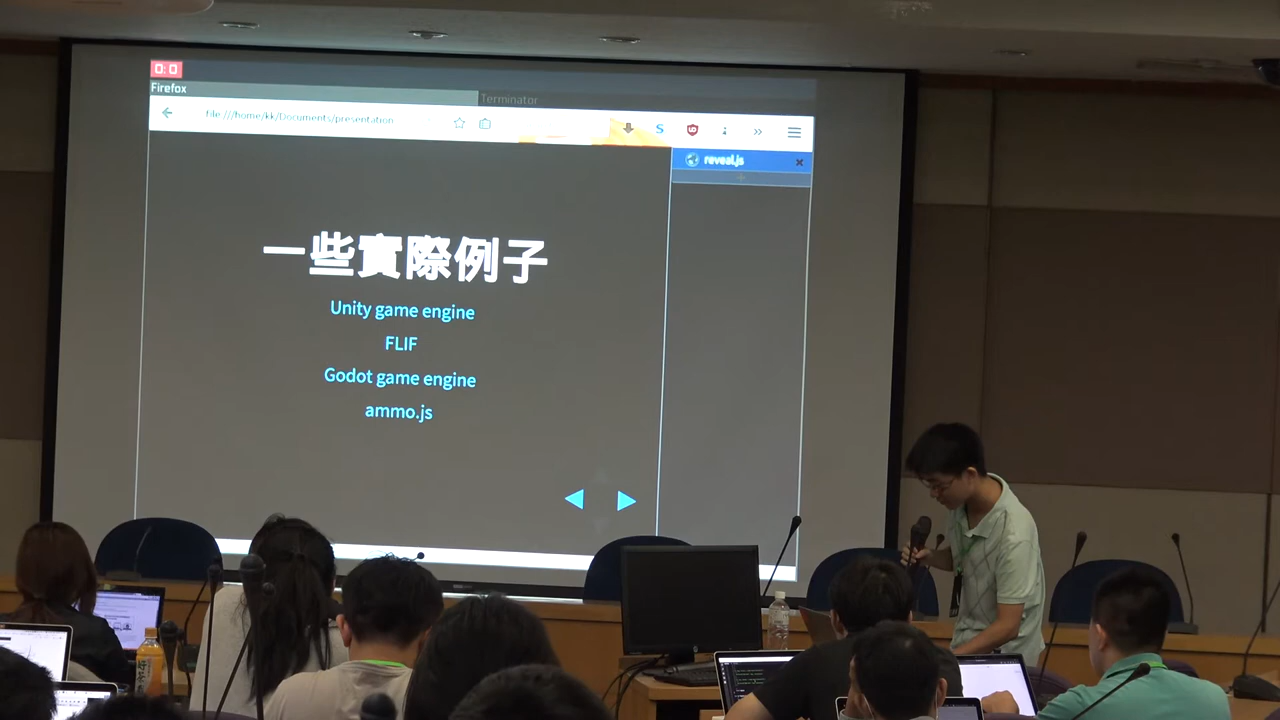 Firefox
Terminator
file:///home/kk/Documents/presentation
reveal.js
一些實際例子
Unity game engine
FLIF
Godot game engine
ammo.js